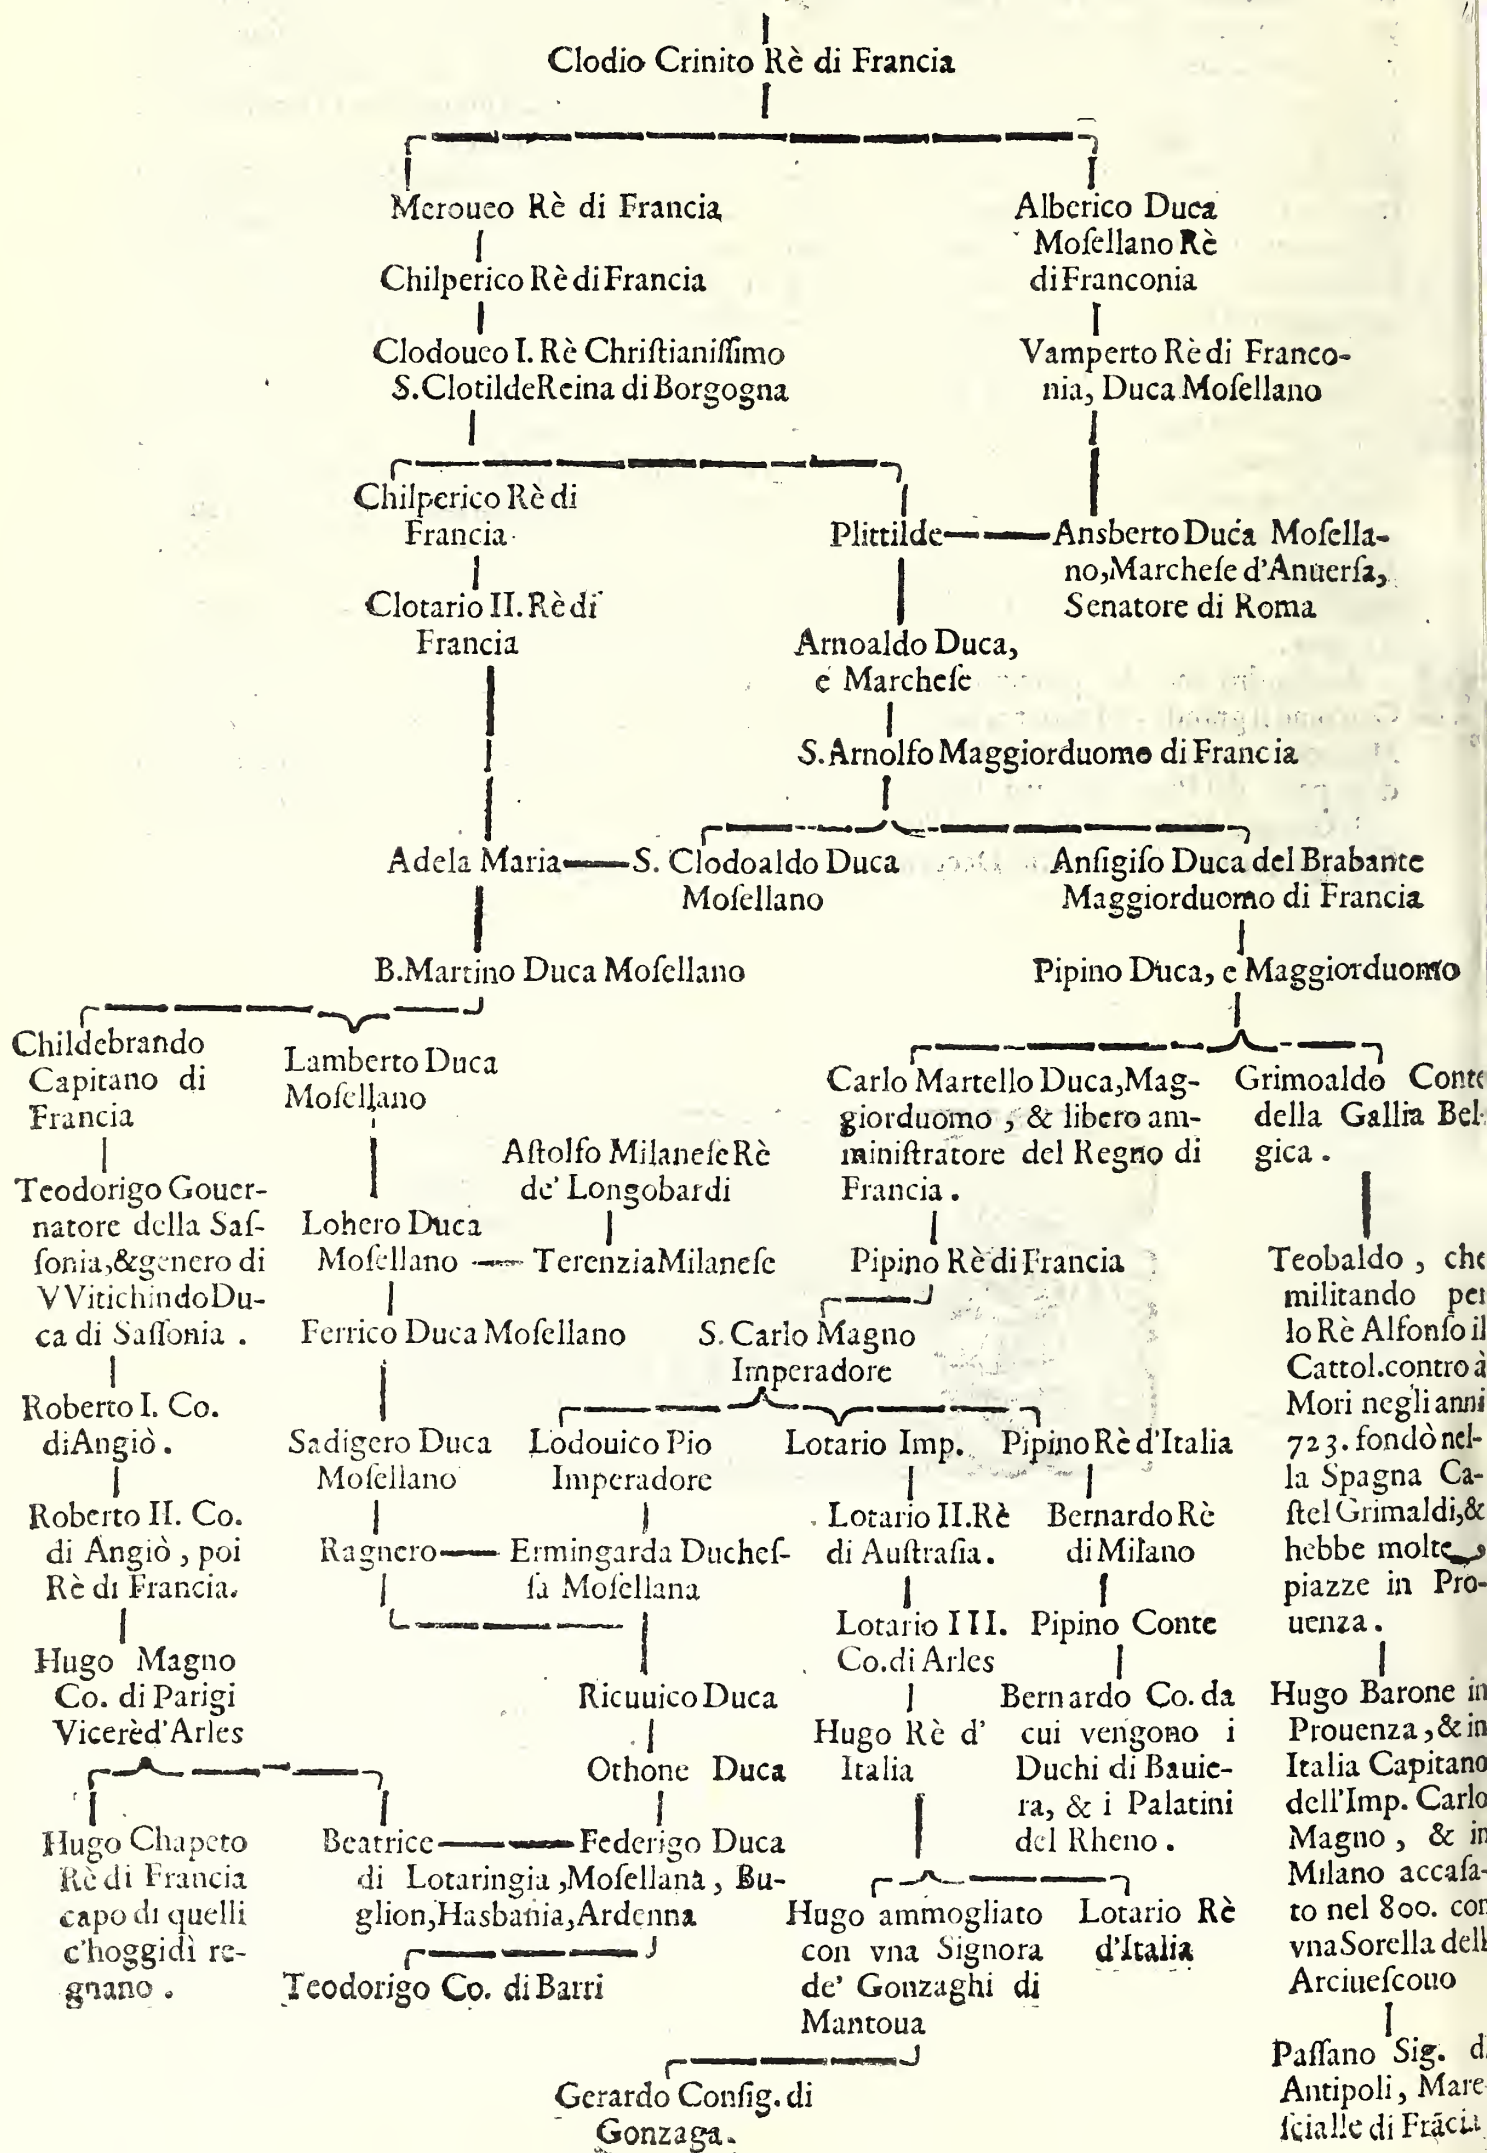 Clodio Crinito Rè di Francia
Meroueo Rè di Francia
Alberico Duca
Moſellano Rè
di Franconia
Chilperico Rè di Francia
Clodoueo I. Rè Chriſtianiſſimo
S. Clotilde Reina di Borgogna
Vamperto Rè di Franco-
nia, Duca Moſellano
Chilperico Rè di
Francia
Plittilde
Ansberto Duca Moſella-
no, Marcheſe d'Anuerſa,
Senatore di Roma
Clotario II. Rè di
Francia
Arnoaldo Duca,
e Marcheſe
S. Arnolfo Maggiorduomo di Francia
Adela Maria
S. Clodoaldo Duca
Moſellano
Anſigiſo Duca del Brabante
Maggiorduomo di Francia
B. Martino Duca Moſellano
Pipino Duca, e Maggiorduomo
Childebrando
Capitano di
Francia
Lamberto Duca
Moſellano
Carlo Martello Duca, Mag-
giorduomo, & libero am-
miniſtratore del Regno di
Francia.
Grimoaldo Conte
della Gallia Bel-
gica.
Aſtolfo Milaneſe Rè
de' Longobardi
Teodorigo Gouer-
natore della Saſ-
ſonia, & genero di
VVitichindo Du-
ca di Saſſonia.
Lohero Duca
Moſellano
Terenzia Milaneſe
Pipino Rè di Francia
Teobaldo, che
militando per
lo Rè Alfonſo il
Cattol. contro à
Mori negli anni
723. fondò nel-
la Spagna Ca-
ſtel Grimaldi, &
hebbe molte
piazze in Pro-
uenza.
Ferrico Duca Moſellano
S. Carlo Magno
Imperadore
Roberto I. Co.
di Angiò.
Sadigero Duca
Moſellano
Lodouico Pio
Imperadore
Lotario Imp.
Pipino Rè d'Italia
Roberto II. Co.
di Angiò, poi
Rè di Francia.
Ragnero
Ermingarda Ducheſ-
ſa Moſellana
Lotario II. Rè
di Auſtraſia.
Bernardo Rè
di Milano
Lotario III.
Co. di Arles
Pipino Conte
Hugo Magno
Co. di Parigi
Vicerè d'Arles
Ricuuico Duca
Hugo Rè d'
Italia
Bernardo Co. da
cui vengono i
Duchi di Bauie-
ra, & i Palatini
del Rheno.
Hugo Barone in
Prouenza, & in
Italia Capitano
dell'Imp. Carlo
Magno, & in
Milano accaſa-
to nel 800. con
vna Sorella dell
Arciueſcouo
Othone Duca
Hugo Chapeto
Rè di Francia
capo di quelli
c'hoggidì re-
gnano.
Beatrice
Federigo Duca
di Lotaringia, Moſellana, Bu-
glion, Hasbania, Ardenna
Hugo ammogliato
con vna Signora
de' Gonzaghi di
Mantoua
Lotario Rè
d'Italia
Teodorigo Co. di Barri
Gerardo Conſig. di
Gonzaga.
Paſſano Sig. d
Antipoli, Mare-
ſcialle di Frãcia